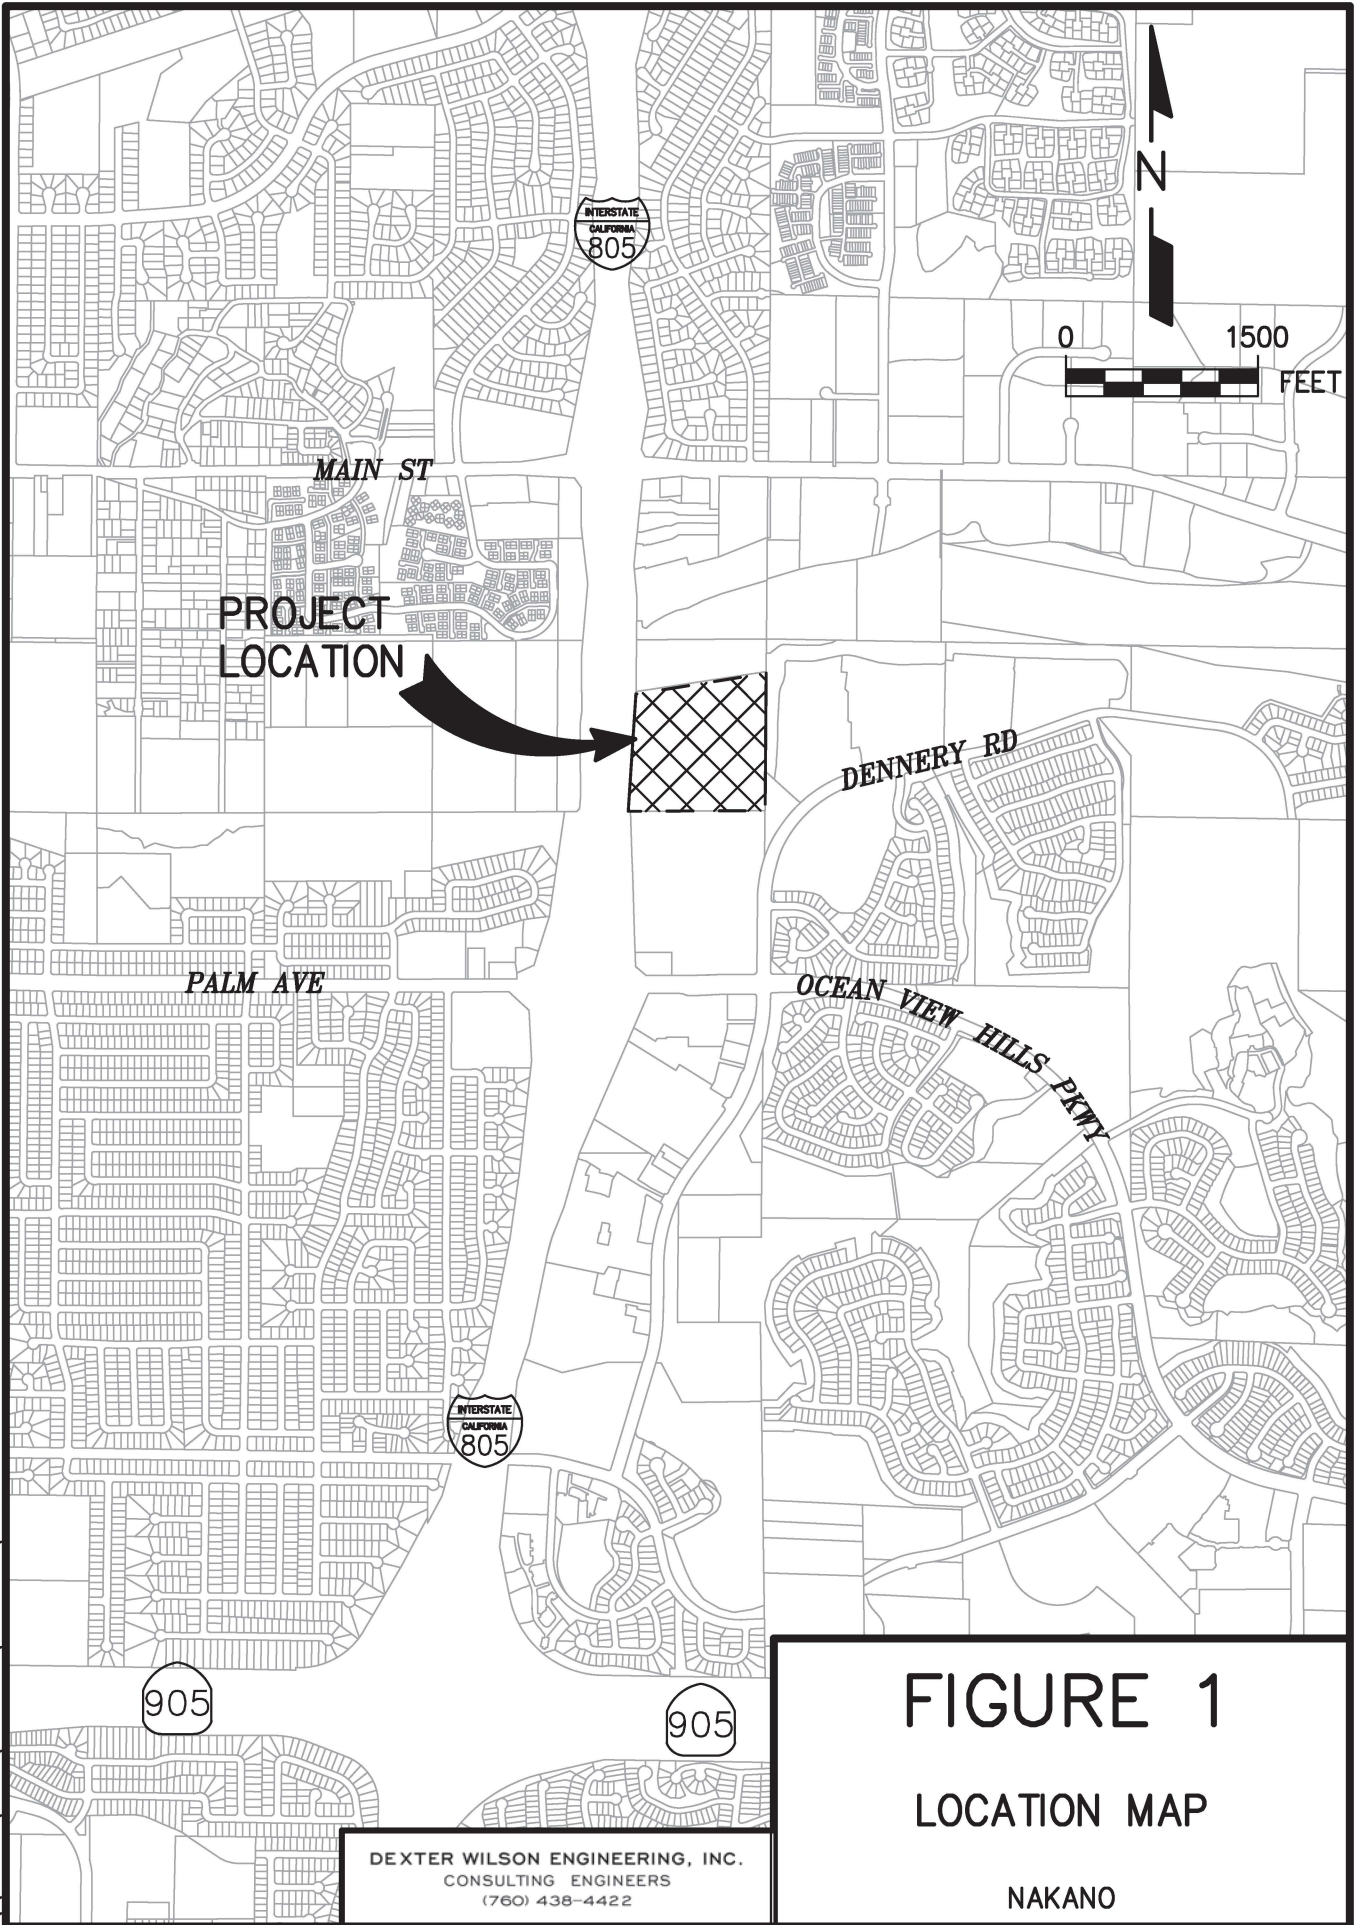 INTERSTATE
CALIFORNIA
805
N
0 1500
FEET
MAIN ST
PROJECT
LOCATION
DENNERY RD
PALM AVE
OCEAN VIEW HILLS PKWY
INTERSTATE
CALIFORNIA
805
905
905
FIGURE 1
LOCATION MAP
NAKANO
DEXTER WILSON ENGINEERING, INC.
CONSULTING ENGINEERS
(760) 438-4422